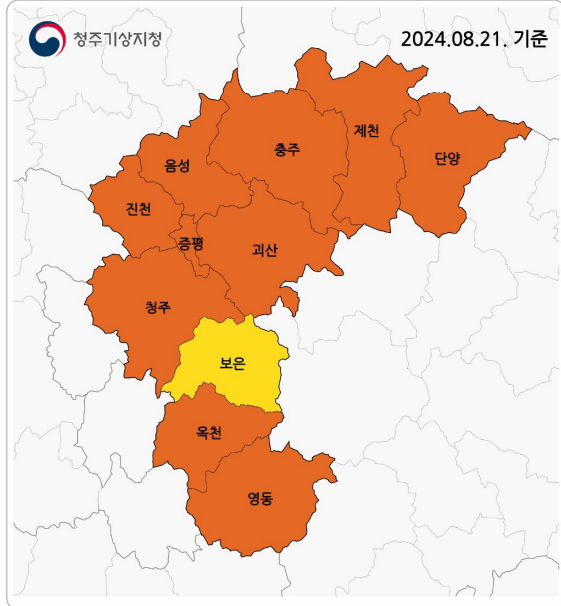 청주기상지청
2024.08.21. 기준
제천
충주
단양
음성
진천
증평
괴산
청주
보은
옥천
영동